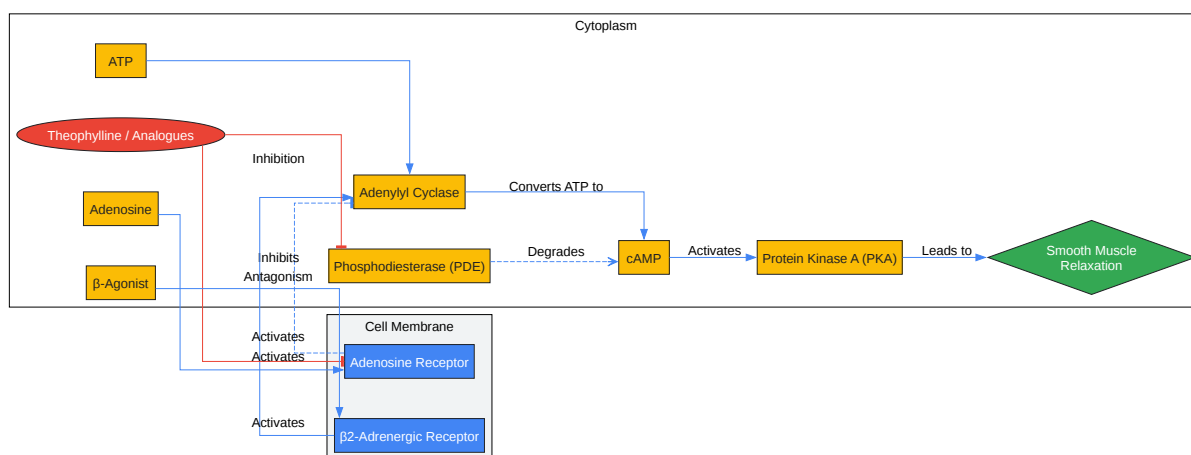 Cytoplasm
ATP
Theophylline / Analogues
Inhibition
Adenylyl Cyclase
Converts ATP to
Adenosine
Inhibits
Antagonism
Phosphodiesterase (PDE)
Degrades
cAMP
Activates
Protein Kinase A (PKA)
Leads to
Smooth Muscle
Relaxation
β-Agonist
Cell Membrane
Activates
Activates
Adenosine Receptor
Activates
β2-Adrenergic Receptor